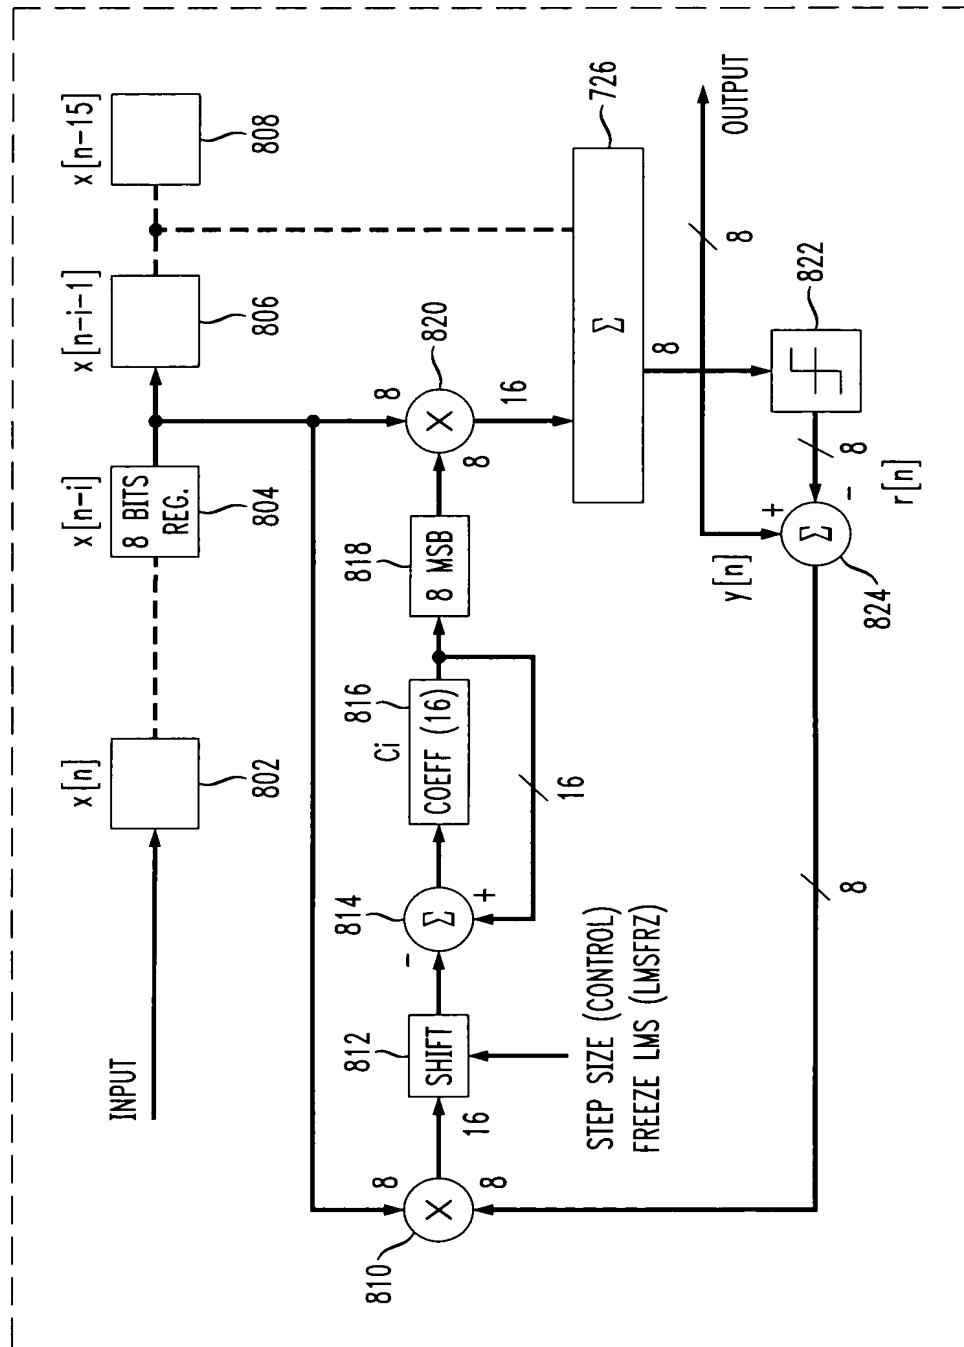 INPUT
x[n]
802
x[n-i]
8 BITS
REG.
804
x[n-i-1]
806
x[n-15]
808
810
X
8
8
16
812
SHIFT
STEP SIZE (CONTROL)
FREEZE LMS (LMSFRZ)
-
814
Σ
+
816
Ci
COEFF (16)
16
818
8 MSB
8
8
820
X
16
726
Σ
8
8
OUTPUT
822
8
r[n]
-
+
y[n]
Σ
824
8